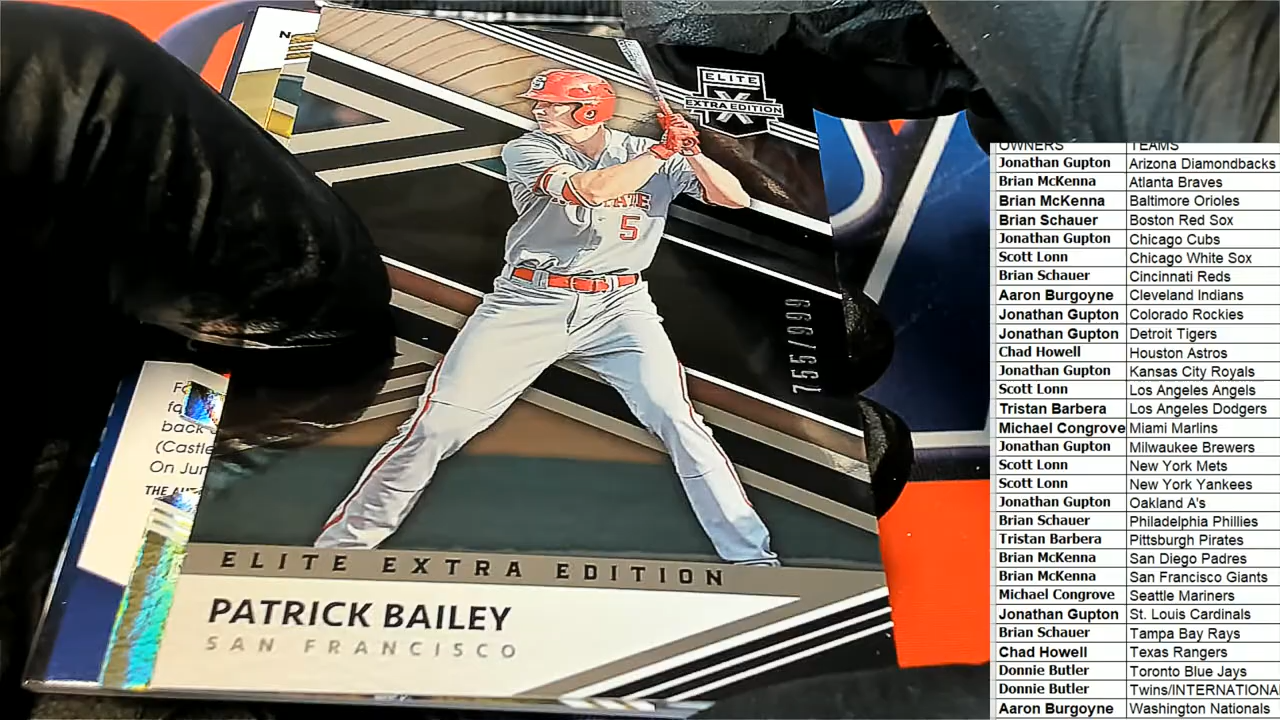 ELITE
EXTRA EDITION
STATE
5
755/999
back
(Castle
On Jun
ELITE EXTRA EDITION
PATRICK BAILEY
SAN FRANCISCO
OWNERS TEAMS
Jonathan Gupton Arizona Diamondbacks
Brian McKenna Atlanta Braves
Brian McKenna Baltimore Orioles
Brian Schauer Boston Red Sox
Jonathan Gupton Chicago Cubs
Scott Lonn Chicago White Sox
Brian Schauer Cincinnati Reds
Aaron Burgoyne Cleveland Indians
Jonathan Gupton Colorado Rockies
Jonathan Gupton Detroit Tigers
Chad Howell Houston Astros
Jonathan Gupton Kansas City Royals
Scott Lonn Los Angeles Angels
Tristan Barbera Los Angeles Dodgers
Michael Congrove Miami Marlins
Jonathan Gupton Milwaukee Brewers
Scott Lonn New York Mets
Scott Lonn New York Yankees
Jonathan Gupton Oakland A's
Brian Schauer Philadelphia Phillies
Tristan Barbera Pittsburgh Pirates
Brian McKenna San Diego Padres
Brian McKenna San Francisco Giants
Michael Congrove Seattle Mariners
Jonathan Gupton St. Louis Cardinals
Brian Schauer Tampa Bay Rays
Chad Howell Texas Rangers
Donnie Butler Toronto Blue Jays
Donnie Butler Twins/INTERNATIONA
Aaron Burgoyne Washington Nationals